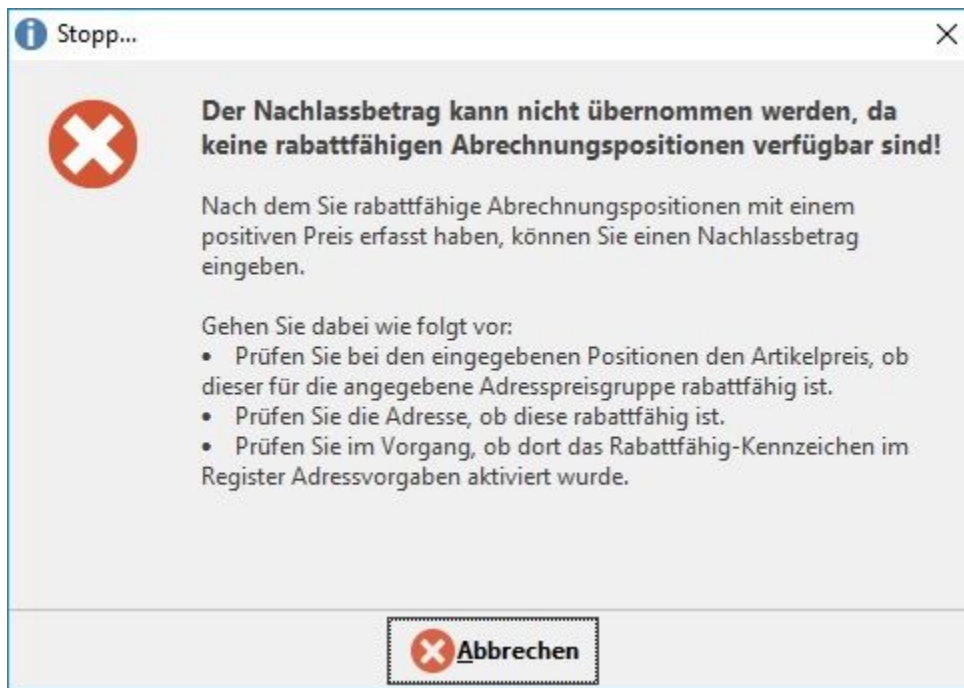 Stopp...
Der Nachlassbetrag kann nicht übernommen werden, da
keine rabattfähigen Abrechnungspositionen verfügbar sind!
Nach dem Sie rabattfähige Abrechnungspositionen mit einem
positiven Preis erfasst haben, können Sie einen Nachlassbetrag
eingeben.
Gehen Sie dabei wie folgt vor:
• Prüfen Sie bei den eingegebenen Positionen den Artikelpreis, ob
dieser für die angegebene Adresspreisgruppe rabattfähig ist.
• Prüfen Sie die Adresse, ob diese rabattfähig ist.
• Prüfen Sie im Vorgang, ob dort das Rabattfähig-Kennzeichen im
Register Adressvorgaben aktiviert wurde.
Abbrechen